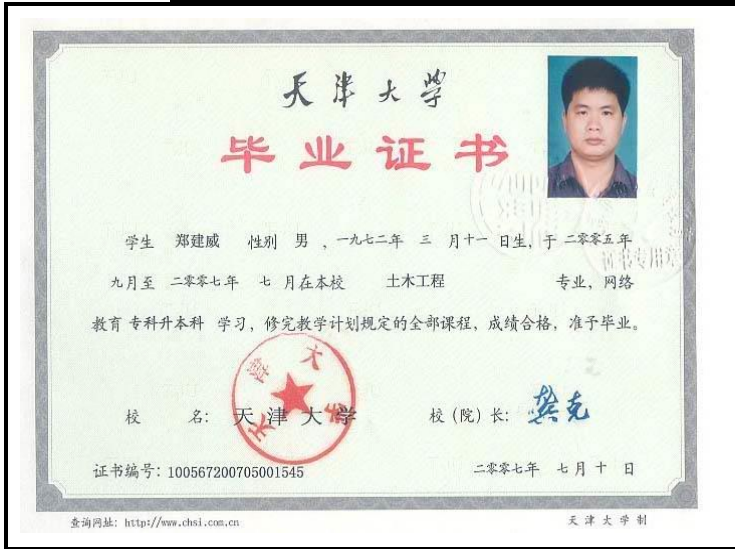 天津大学
毕业证书
学生 郑建威 性别 男 ，一九七二年 三 月十一 日生，于 二零零五年
九月至 二零零七年 七 月在本校 土木工程 专业，网络
教育 专科升本科 学习，修完教学计划规定的全部课程，成绩合格，准予毕业。
天津大学
校 名： 天 津 大 学 校（院）长： 龚克
证书编号：100567200705001545 二零零七年 七 月 十 日
查询网址：http://www.chsi.com.cn 天津大学制